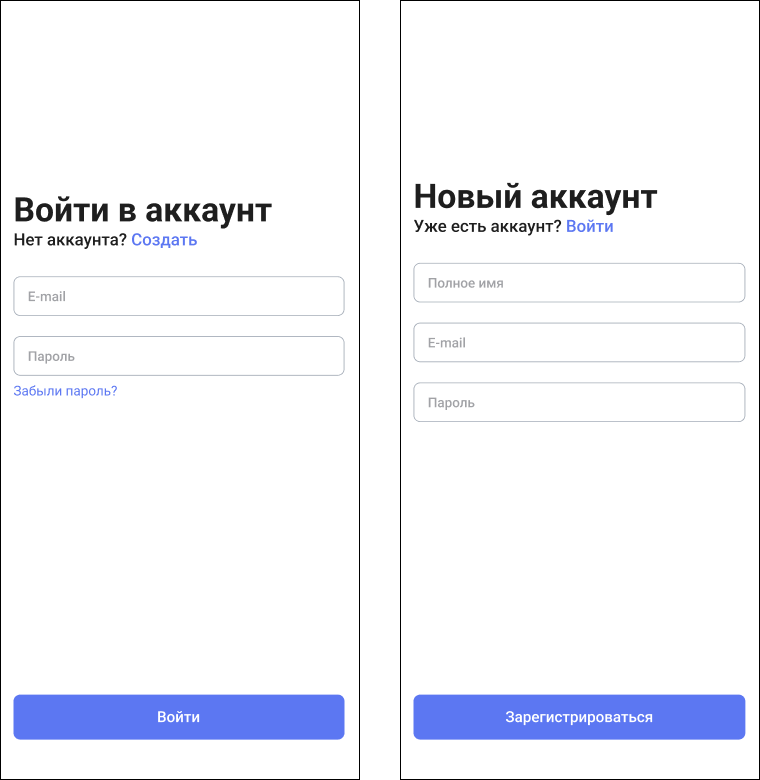 Войти в аккаунт
Нет аккаунта? Создать
E-mail
Пароль
Забыли пароль?
Войти
Новый аккаунт
Уже есть аккаунт? Войти
Полное имя
E-mail
Пароль
Зарегистрироваться